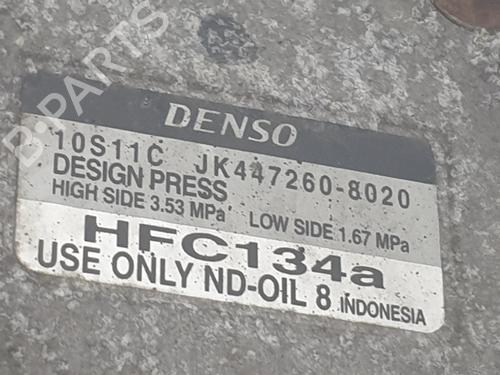 B-PARTS
DENSO
10S11C JK447260-8020
DESIGN PRESS
HIGH SIDE 3.53 MPa LOW SIDE 1.67 MPa
HFC134a
USE ONLY ND-OIL 8 INDONESIA